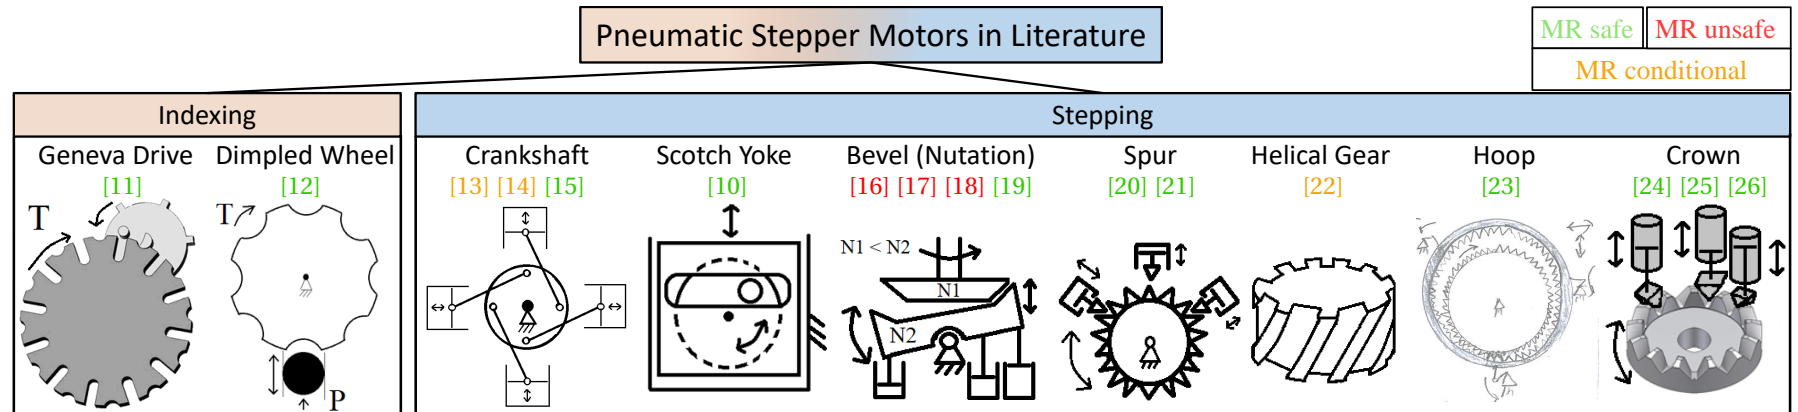 Pneumatic Stepper Motors in Literature
MR safe
MR unsafe
MR conditional
Indexing
Stepping
Geneva Drive
[11]
T
Dimpled Wheel
[12]
T
P
Crankshaft
[13] [14] [15]
Scotch Yoke
[10]
Bevel (Nutation)
[16] [17] [18] [19]
N1 < N2
N1
N2
Spur
[20] [21]
Helical Gear
[22]
Hoop
[23]
Crown
[24] [25] [26]